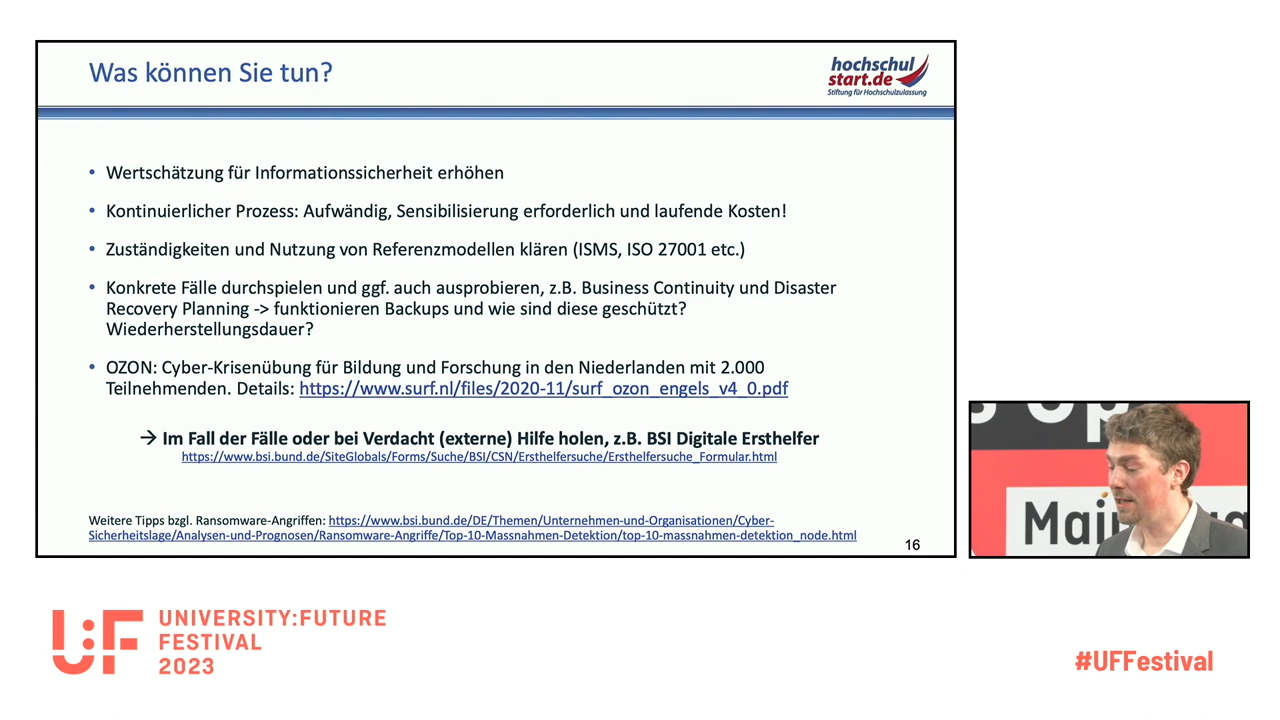 Was können Sie tun?
hochschul
start.de
Stiftung für Hochschulzulassung
• Wertschätzung für Informationssicherheit erhöhen
• Kontinuierlicher Prozess: Aufwändig, Sensibilisierung erforderlich und laufende Kosten!
• Zuständigkeiten und Nutzung von Referenzmodellen klären (ISMS, ISO 27001 etc.)
• Konkrete Fälle durchspielen und ggf. auch ausprobieren, z.B. Business Continuity und Disaster
Recovery Planning -> funktionieren Backups und wie sind diese geschützt?
Wiederherstellungsdauer?
• OZON: Cyber-Krisenübung für Bildung und Forschung in den Niederlanden mit 2.000
Teilnehmenden. Details: https://www.surf.nl/files/2020-11/surf_ozon_engels_v4_0.pdf
→ Im Fall der Fälle oder bei Verdacht (externe) Hilfe holen, z.B. BSI Digitale Ersthelfer
https://www.bsi.bund.de/SiteGlobals/Forms/Suche/BSI/CSN/Ersthelfersuche/Ersthelfersuche_Formular.html
Weitere Tipps bzgl. Ransomware-Angriffen: https://www.bsi.bund.de/DE/Themen/Unternehmen-und-Organisationen/Cyber-
Sicherheitslage/Analysen-und-Prognosen/Ransomware-Angriffe/Top-10-Massnahmen-Detektion/top-10-massnahmen-detektion_node.html
16
U:F
UNIVERSITY:FUTURE
FESTIVAL
2023
#UFFestival